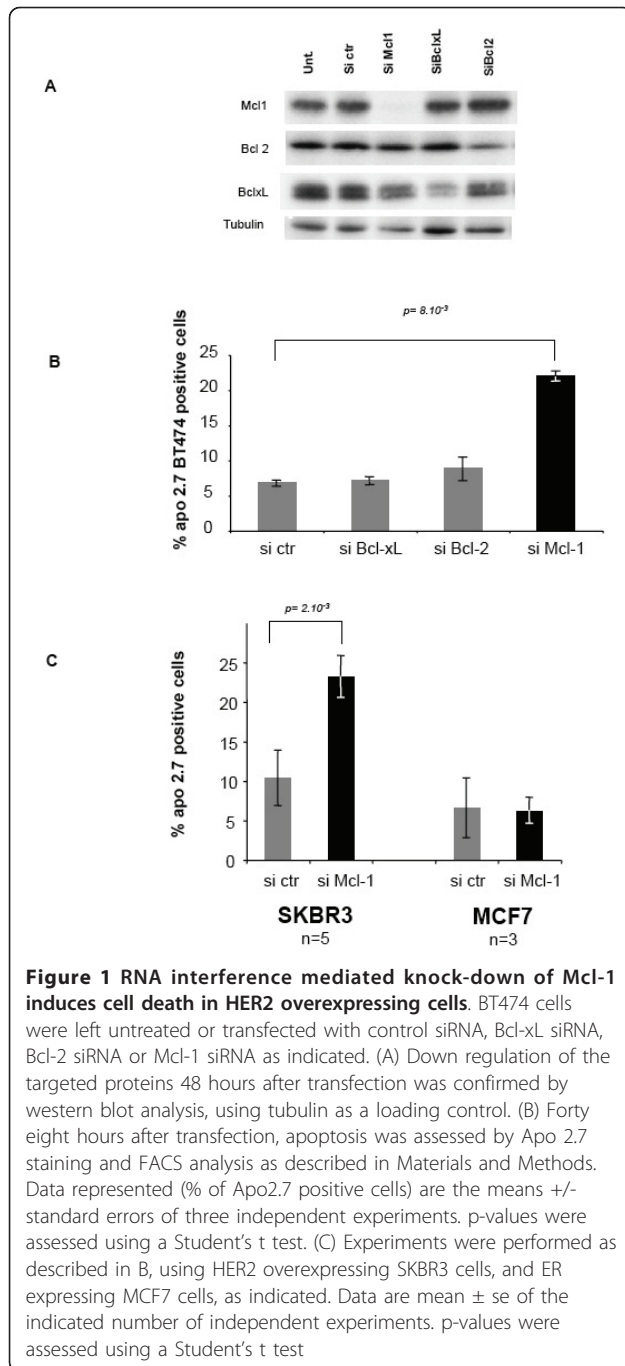 Unt.
Si ctr
Si Mcl1
SiBclxL
SiBcl2
A
Mcl1
Bcl 2
BclxL
Tubulin
p= 8.10⁻³
B
% apo 2.7 BT474 positive cells
25
20
15
10
5
0
si ctr si Bcl-xL si Bcl-2 si Mcl-1
p= 2.10⁻³
C
% apo 2.7 positive cells
25
20
15
10
5
0
si ctr si Mcl-1 si ctr si Mcl-1
SKBR3 MCF7
n=5 n=3
Figure 1 RNA interference mediated knock-down of Mcl-1
induces cell death in HER2 overexpressing cells. BT474 cells
were left untreated or transfected with control siRNA, Bcl-xL siRNA,
Bcl-2 siRNA or Mcl-1 siRNA as indicated. (A) Down regulation of the
targeted proteins 48 hours after transfection was confirmed by
western blot analysis, using tubulin as a loading control. (B) Forty
eight hours after transfection, apoptosis was assessed by Apo 2.7
staining and FACS analysis as described in Materials and Methods.
Data represented (% of Apo2.7 positive cells) are the means +/-
standard errors of three independent experiments. p-values were
assessed using a Student's t test. (C) Experiments were performed as
described in B, using HER2 overexpressing SKBR3 cells, and ER
expressing MCF7 cells, as indicated. Data are mean ± se of the
indicated number of independent experiments. p-values were
assessed using a Student's t test